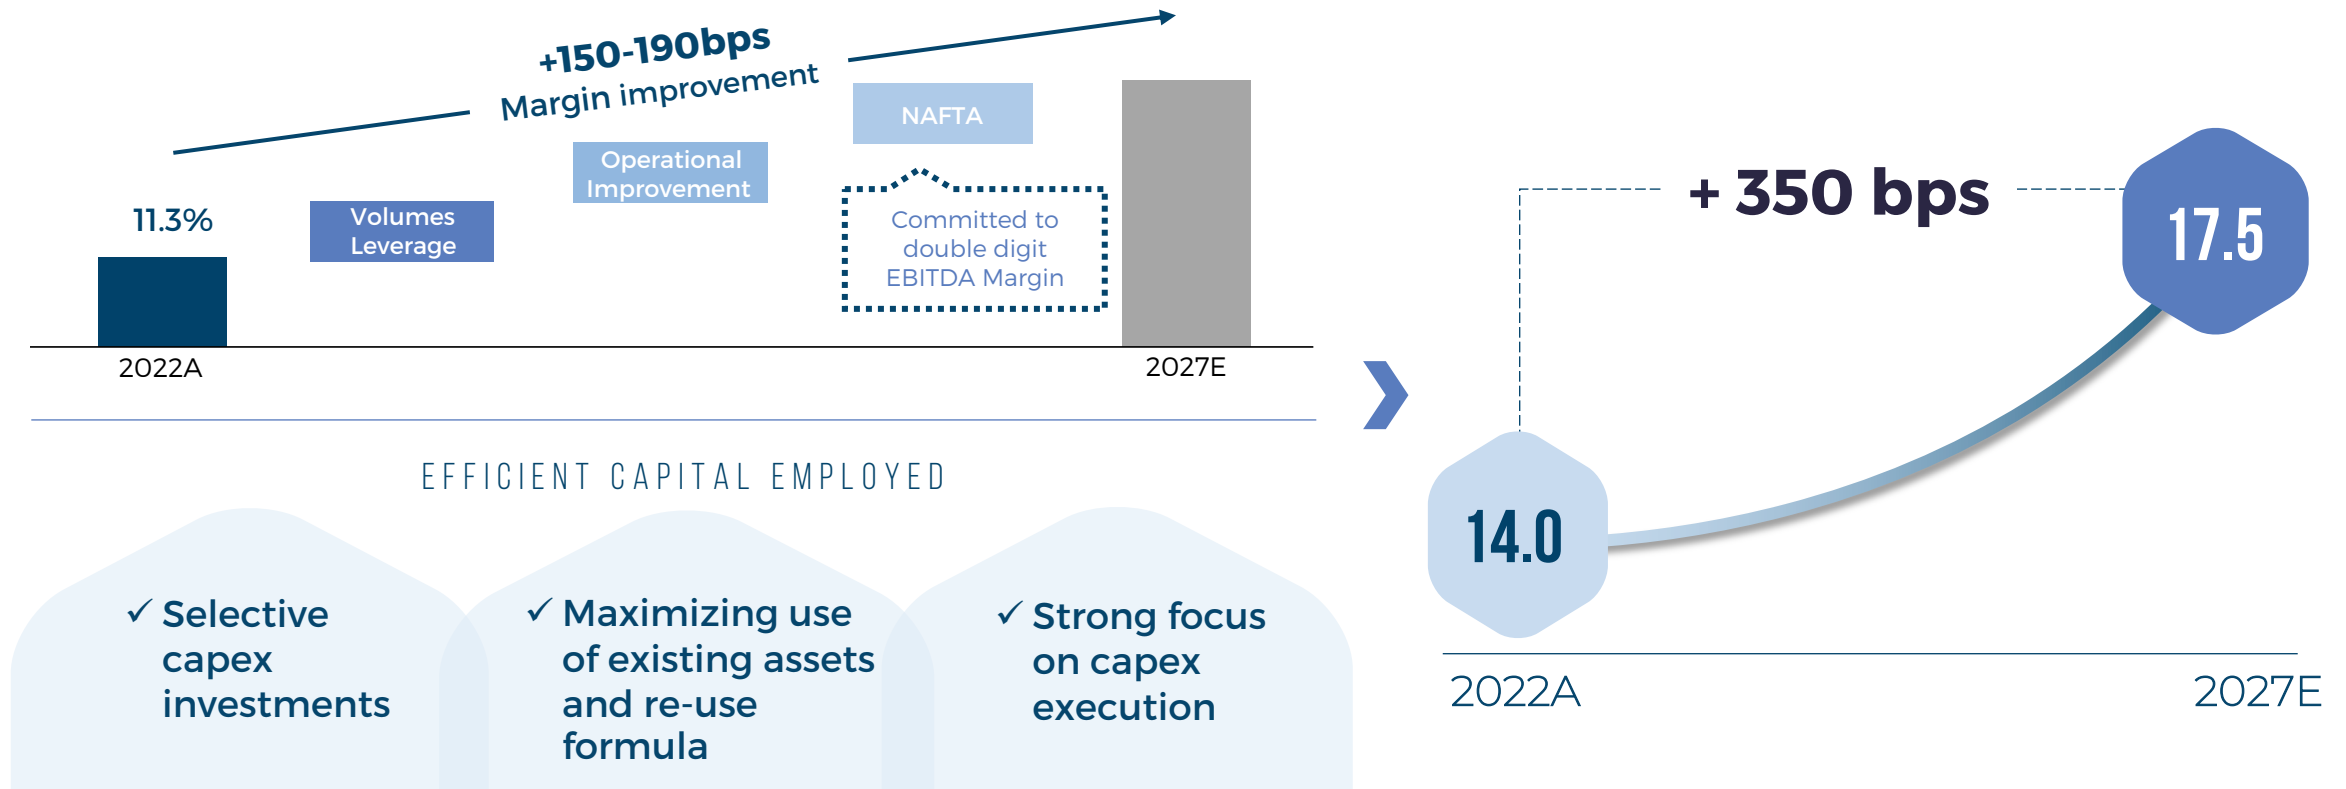 +150-190bps
Margin improvement
NAFTA
Operational
Improvement
11.3%
Volumes
Leverage
Committed to
double digit
EBITDA Margin
2022A
2027E
EFFICIENT CAPITAL EMPLOYED
✓ Selective
capex
investments
✓ Maximizing use
of existing assets
and re-use
formula
✓ Strong focus
on capex
execution
+ 350 bps
17.5
14.0
2022A
2027E